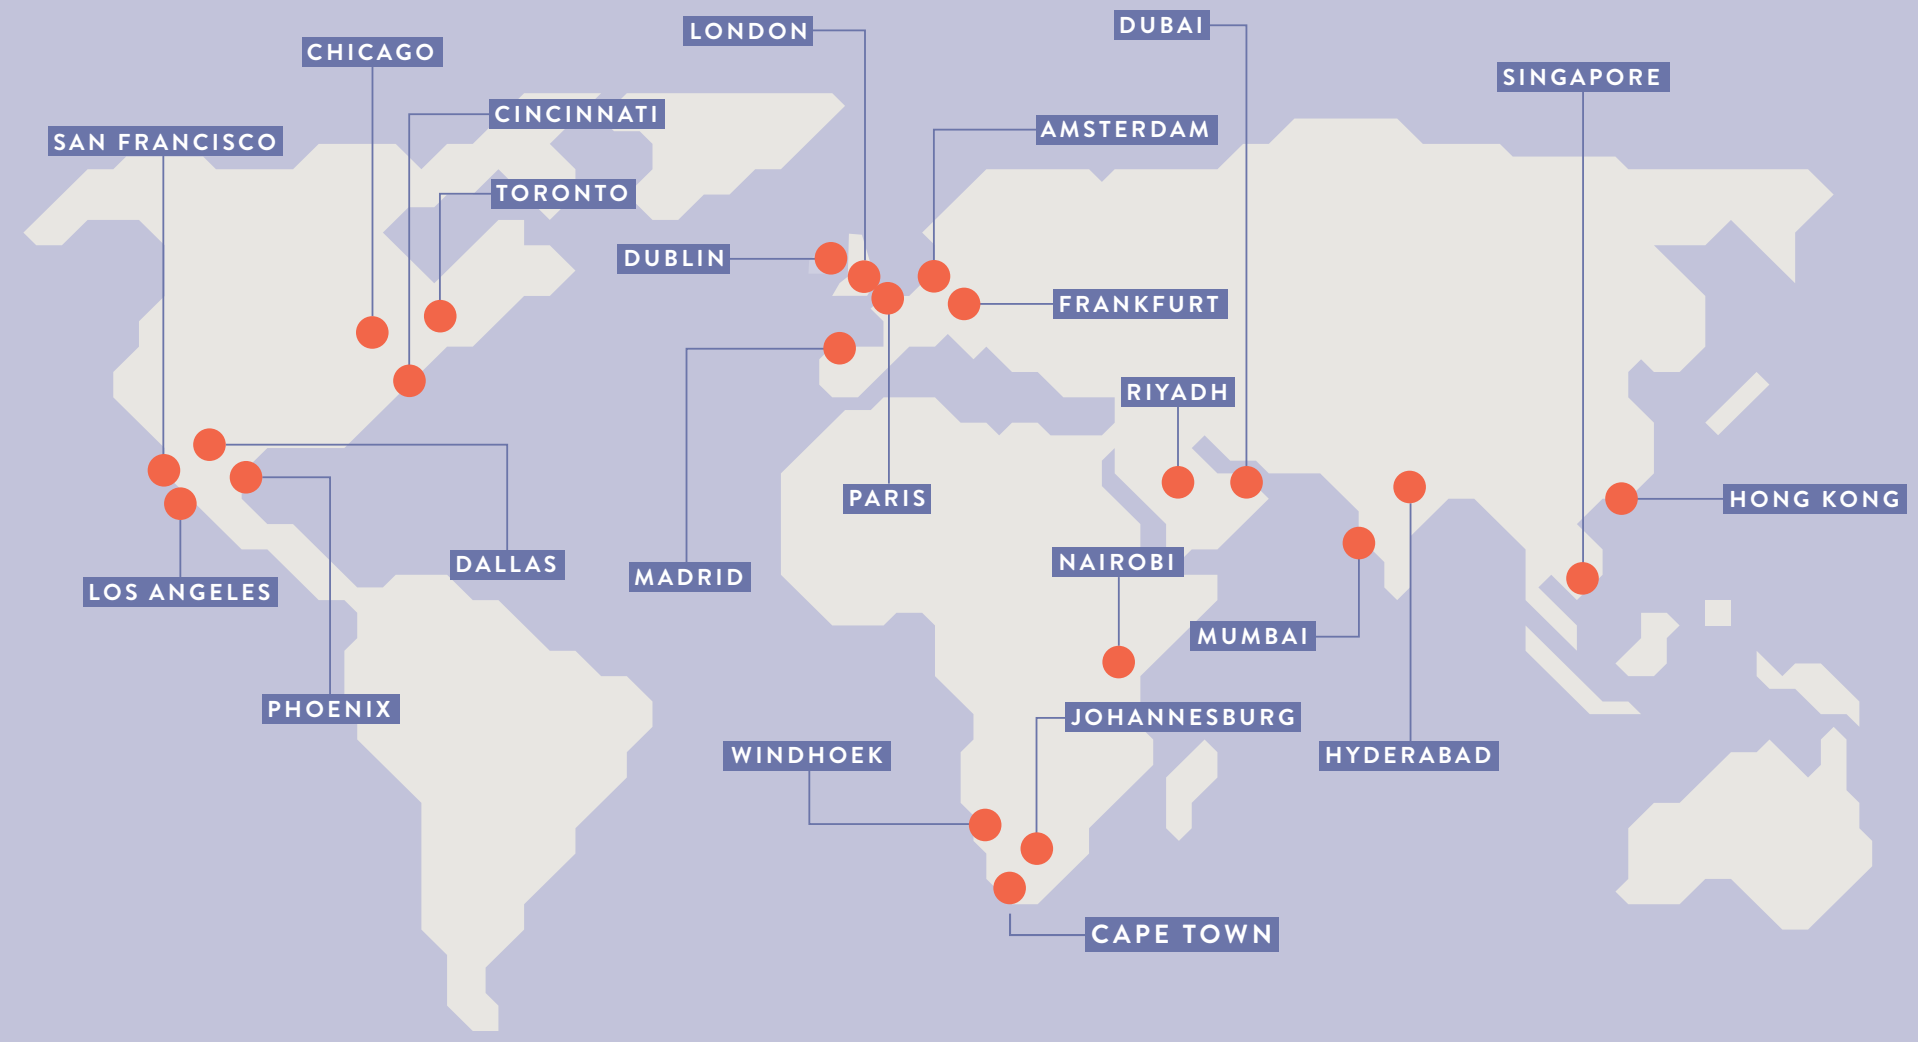 DUBAI
LONDON
CHICAGO
SINGAPORE
CINCINNATI
AMSTERDAM
SAN FRANCISCO
TORONTO
DUBLIN
FRANKFURT
RIYADH
PARIS
HONG KONG
NAIROBI
DALLAS
MADRID
LOS ANGELES
MUMBAI
PHOENIX
JOHANNESBURG
WINDHOEK
HYDERABAD
CAPE TOWN